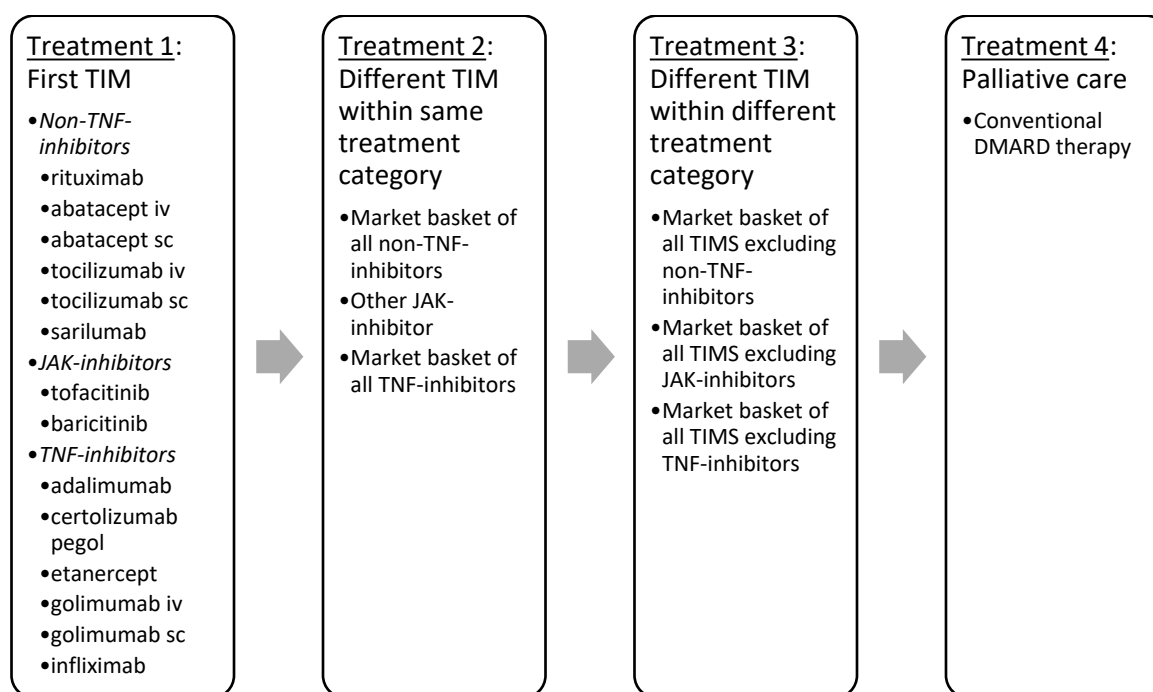 Treatment 1:
First TIM
•Non-TNF-
inhibitors
•rituximab
•abatacept iv
•abatacept sc
•tocilizumab iv
•tocilizumab sc
•sarilumab
•JAK-inhibitors
•tofacitinib
•baricitinib
•TNF-inhibitors
•adalimumab
•certolizumab
pegol
•etanercept
•golimumab iv
•golimumab sc
•infliximab
Treatment 2:
Different TIM
within same
treatment
category
•Market basket of
all non-TNF-
inhibitors
•Other JAK-
inhibitor
•Market basket of
all TNF-inhibitors
Treatment 3:
Different TIM
within different
treatment
category
•Market basket of
all TIMS excluding
non-TNF-
inhibitors
•Market basket of
all TIMS excluding
JAK-inhibitors
•Market basket of
all TIMS excluding
TNF-inhibitors
Treatment 4:
Palliative care
•Conventional
DMARD therapy